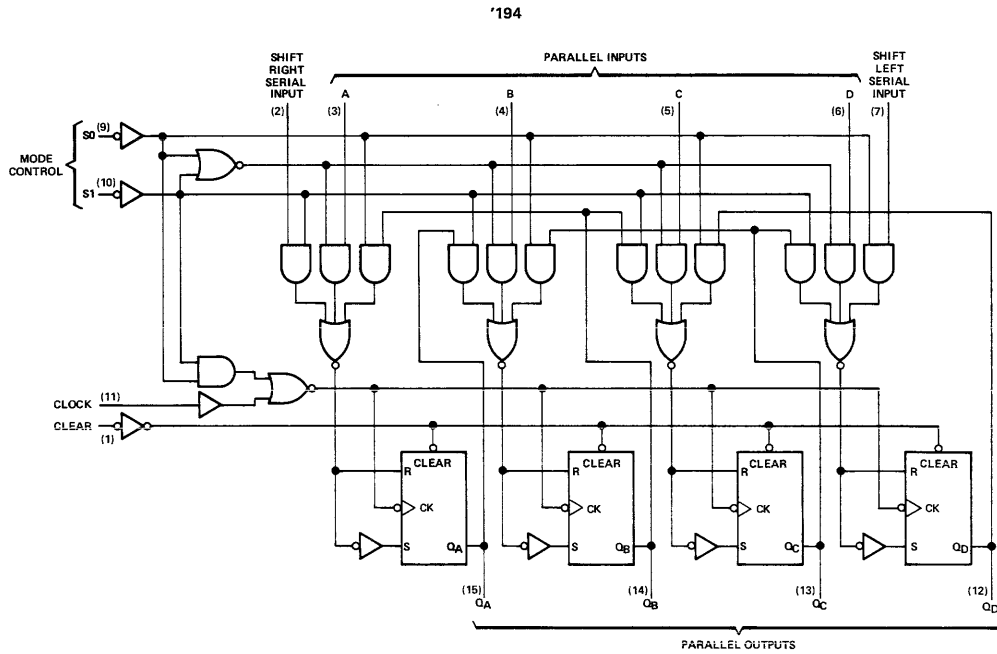 '194
PARALLEL INPUTS
SHIFT
RIGHT
SERIAL
INPUT
(2)
A
(3)
B
(4)
C
(5)
D
(6)
SHIFT
LEFT
SERIAL
INPUT
(7)
MODE
CONTROL
S0 (9)
S1 (10)
CLOCK (11)
CLEAR
(1)
CLEAR
R
CK
S QA
CLEAR
R
CK
S QB
CLEAR
R
CK
S QC
CLEAR
R
CK
S QD
(15)
QA
(14)
QB
(13)
QC
(12)
QD
PARALLEL OUTPUTS